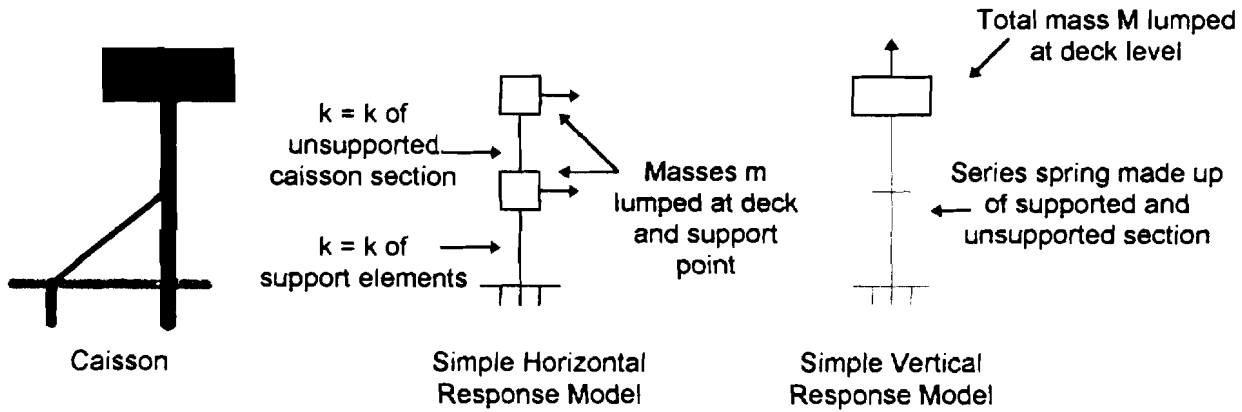 Total mass M lumped
at deck level
k = k of
unsupported
caisson section
Masses m
lumped at deck
and support
point
Series spring made up
of supported and
unsupported section
k = k of
support elements
Caisson
Simple Horizontal
Response Model
Simple Vertical
Response Model